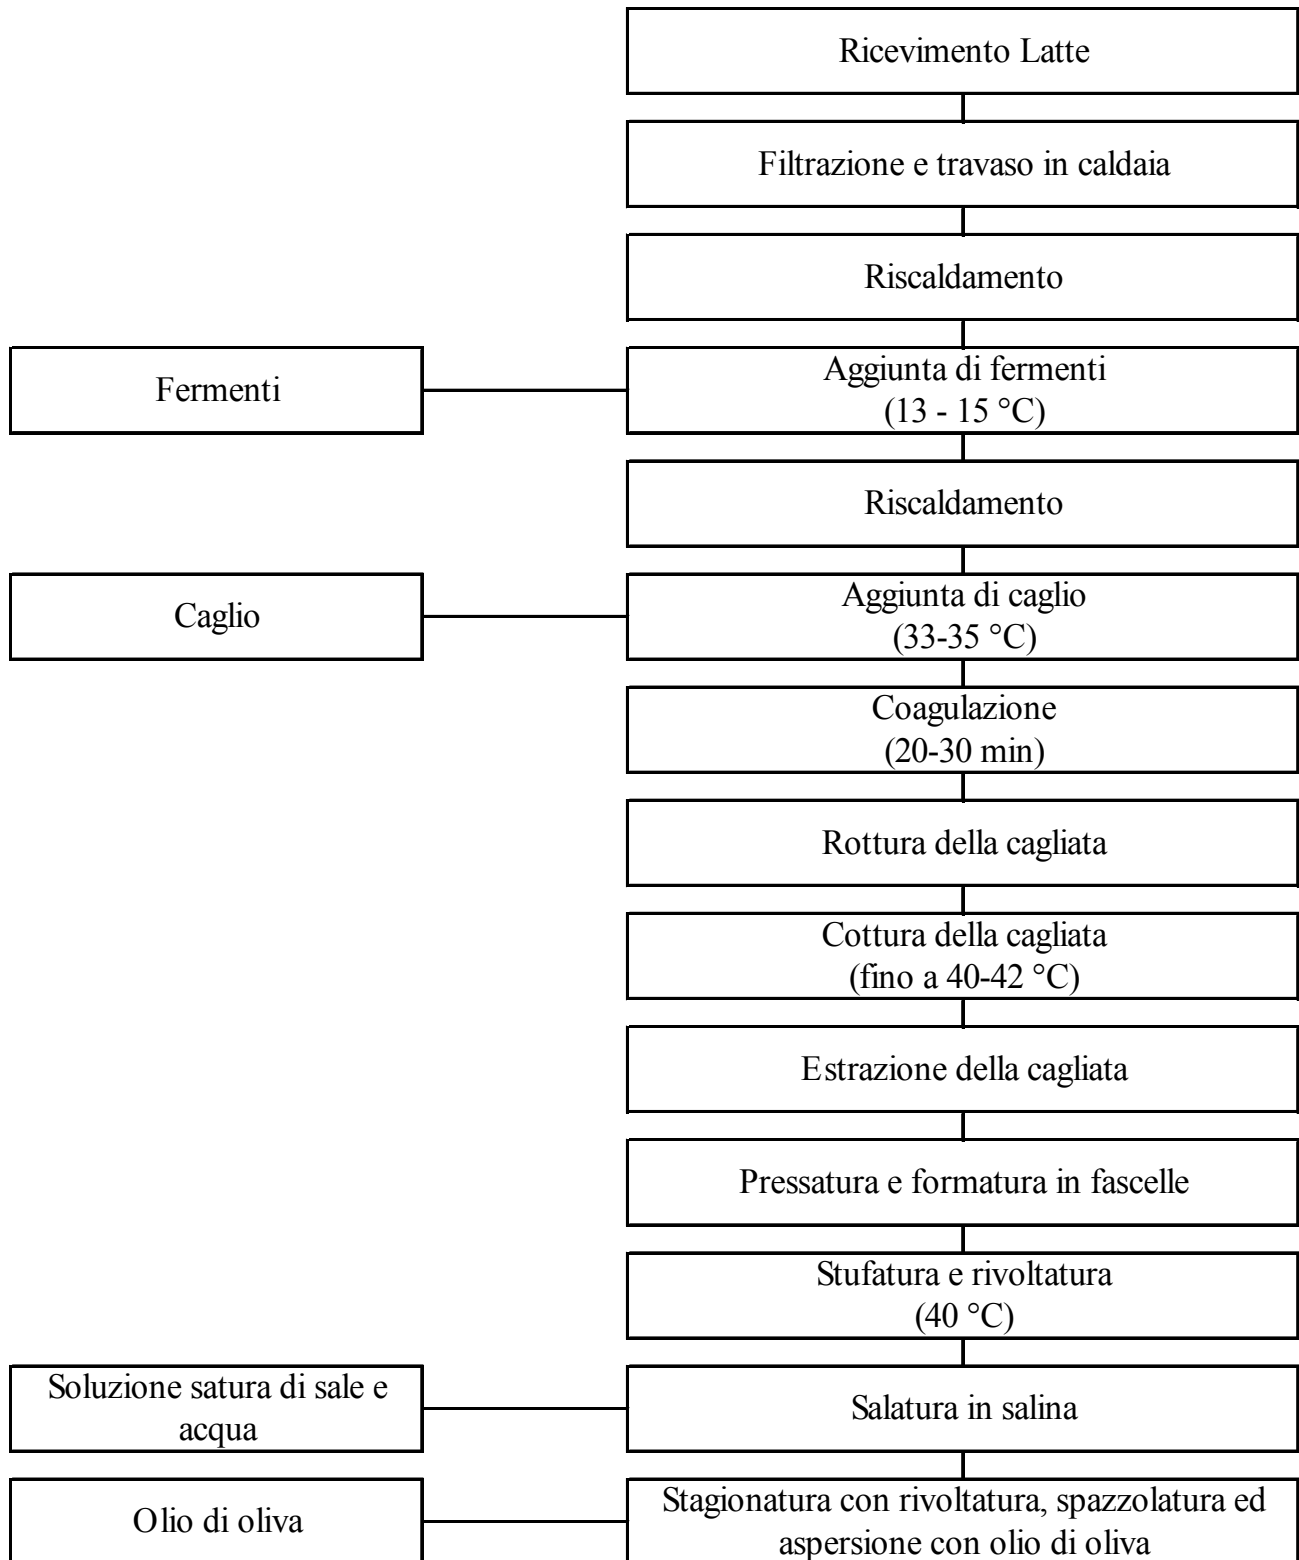 Ricevimento Latte
Filtrazione e travaso in caldaia
Riscaldamento
Fermenti
Aggiunta di fermenti
(13 - 15 °C)
Riscaldamento
Caglio
Aggiunta di caglio
(33-35 °C)
Coagulazione
(20-30 min)
Rottura della cagliata
Cottura della cagliata
(fino a 40-42 °C)
Estrazione della cagliata
Pressatura e formatura in fascelle
Stufatura e rivoltatura
(40 °C)
Soluzione satura di sale e
acqua
Salatura in salina
Olio di oliva
Stagionatura con rivoltatura, spazzolatura ed
aspersione con olio di oliva